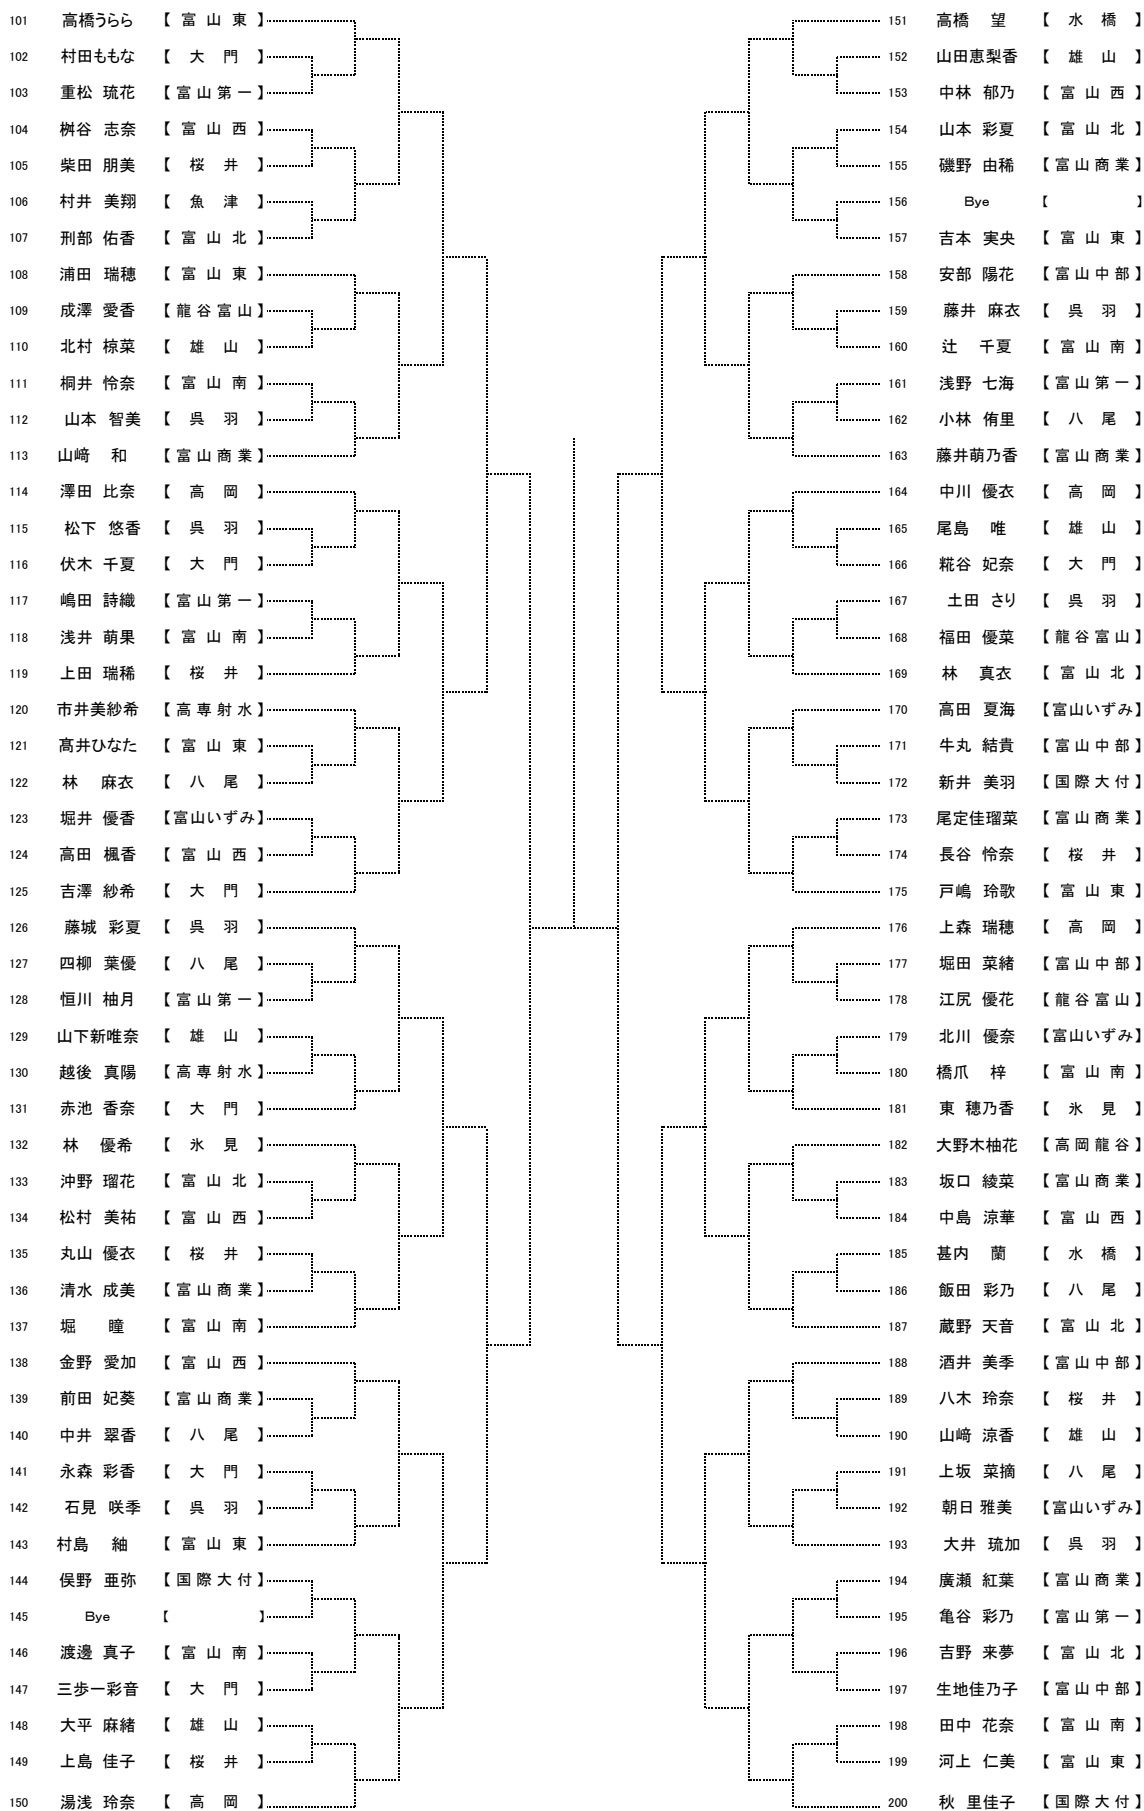 101 高橋うらら 【 富 山 東 】
102 村田ももな 【 大 門 】
103 重松 琉花 【富山第一】
104 桝谷 志奈 【 富 山 西 】
105 柴田 朋美 【 桜 井 】
106 村井 美翔 【 魚 津 】
107 刑部 佑香 【 富 山 北 】
108 浦田 瑞穂 【 富 山 東 】
109 成澤 愛香 【龍谷富山】
110 北村 椋菜 【 雄 山 】
111 桐井 怜奈 【 富 山 南 】
112 山本 智美 【 呉 羽 】
113 山﨑 和 【富山商業】
114 澤田 比奈 【 高 岡 】
115 松下 悠香 【 呉 羽 】
116 伏木 千夏 【 大 門 】
117 嶋田 詩織 【富山第一】
118 浅井 萌果 【 富 山 南 】
119 上田 瑞稀 【 桜 井 】
120 市井美紗希 【高専射水】
121 髙井ひなた 【 富 山 東 】
122 林 麻衣 【 八 尾 】
123 堀井 優香 【富山いずみ】
124 高田 楓香 【 富 山 西 】
125 吉澤 紗希 【 大 門 】
126 藤城 彩夏 【 呉 羽 】
127 四柳 葉優 【 八 尾 】
128 恒川 柚月 【富山第一】
129 山下新唯奈 【 雄 山 】
130 越後 真陽 【高専射水】
131 赤池 香奈 【 大 門 】
132 林 優希 【 氷 見 】
133 沖野 瑠花 【 富 山 北 】
134 松村 美祐 【 富 山 西 】
135 丸山 優衣 【 桜 井 】
136 清水 成美 【富山商業】
137 堀 瞳 【 富 山 南 】
138 金野 愛加 【 富 山 西 】
139 前田 妃葵 【富山商業】
140 中井 翠香 【 八 尾 】
141 永森 彩香 【 大 門 】
142 石見 咲季 【 呉 羽 】
143 村島 紬 【 富 山 東 】
144 俣野 亜弥 【国際大付】
145 Bye 【 】
146 渡邊 真子 【 富 山 南 】
147 三歩一彩音 【 大 門 】
148 大平 麻緒 【 雄 山 】
149 上島 佳子 【 桜 井 】
150 湯浅 玲奈 【 高 岡 】
151 高橋 望 【 水 橋 】
152 山田恵梨香 【 雄 山 】
153 中林 郁乃 【 富 山 西 】
154 山本 彩夏 【 富 山 北 】
155 磯野 由稀 【富山商業】
156 Bye 【 】
157 吉本 実央 【 富 山 東 】
158 安部 陽花 【富山中部】
159 藤井 麻衣 【 呉 羽 】
160 辻 千夏 【 富 山 南 】
161 浅野 七海 【富山第一】
162 小林 侑里 【 八 尾 】
163 藤井萌乃香 【富山商業】
164 中川 優衣 【 高 岡 】
165 尾島 唯 【 雄 山 】
166 糀谷 妃奈 【 大 門 】
167 土田 さり 【 呉 羽 】
168 福田 優菜 【龍谷富山】
169 林 真衣 【 富 山 北 】
170 高田 夏海 【富山いずみ】
171 牛丸 結貴 【富山中部】
172 新井 美羽 【国際大付】
173 尾定佳瑠菜 【富山商業】
174 長谷 怜奈 【 桜 井 】
175 戸嶋 玲歌 【 富 山 東 】
176 上森 瑞穂 【 高 岡 】
177 堀田 菜緒 【富山中部】
178 江尻 優花 【龍谷富山】
179 北川 優奈 【富山いずみ】
180 橋爪 梓 【 富 山 南 】
181 東 穂乃香 【 氷 見 】
182 大野木柚花 【高岡龍谷】
183 坂口 綾菜 【富山商業】
184 中島 涼華 【 富 山 西 】
185 甚内 蘭 【 水 橋 】
186 飯田 彩乃 【 八 尾 】
187 蔵野 天音 【 富 山 北 】
188 酒井 美季 【富山中部】
189 八木 玲奈 【 桜 井 】
190 山﨑 涼香 【 雄 山 】
191 上坂 菜摘 【 八 尾 】
192 朝日 雅美 【富山いずみ】
193 大井 琉加 【 呉 羽 】
194 廣瀬 紅葉 【富山商業】
195 亀谷 彩乃 【富山第一】
196 吉野 来夢 【 富 山 北 】
197 生地佳乃子 【富山中部】
198 田中 花奈 【 富 山 南 】
199 河上 仁美 【 富 山 東 】
200 秋 里佳子 【国際大付】